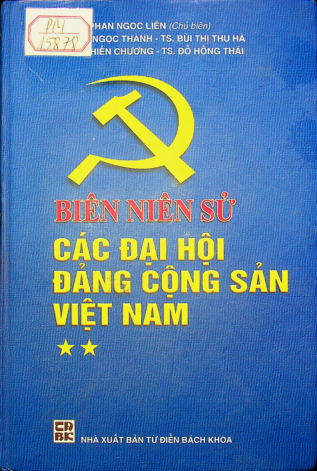 PHAN NGỌC LIÊN (Chủ biên)
NGỌC THÀNH - TS. BÙI THỊ THU HÀ
HIỀN CHƯƠNG - TS. ĐỖ HỒNG THÁI
P14
15878
BIÊN NIÊN SỬ
CÁC ĐẠI HỘI
ĐẢNG CỘNG SẢN
VIỆT NAM
NHÀ XUẤT BẢN TỪ ĐIỂN BÁCH KHOA